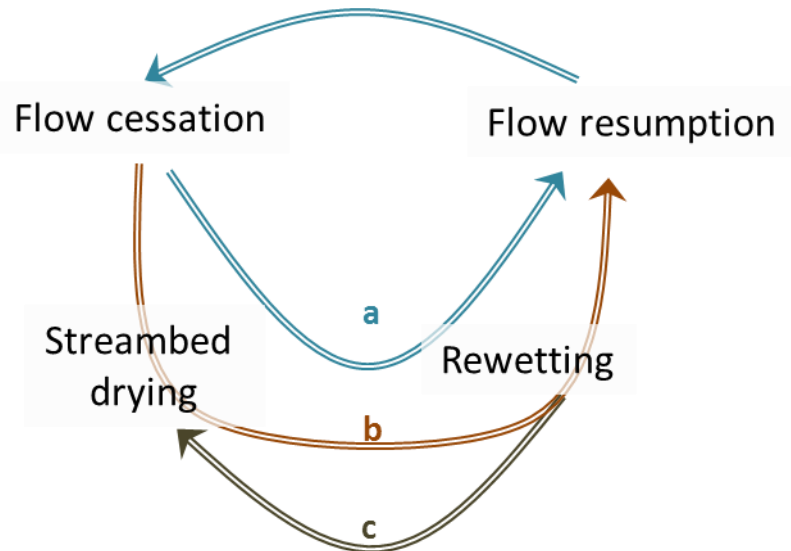 Flow cessation
Flow resumption
a
Streambed
drying
Rewetting
b
c